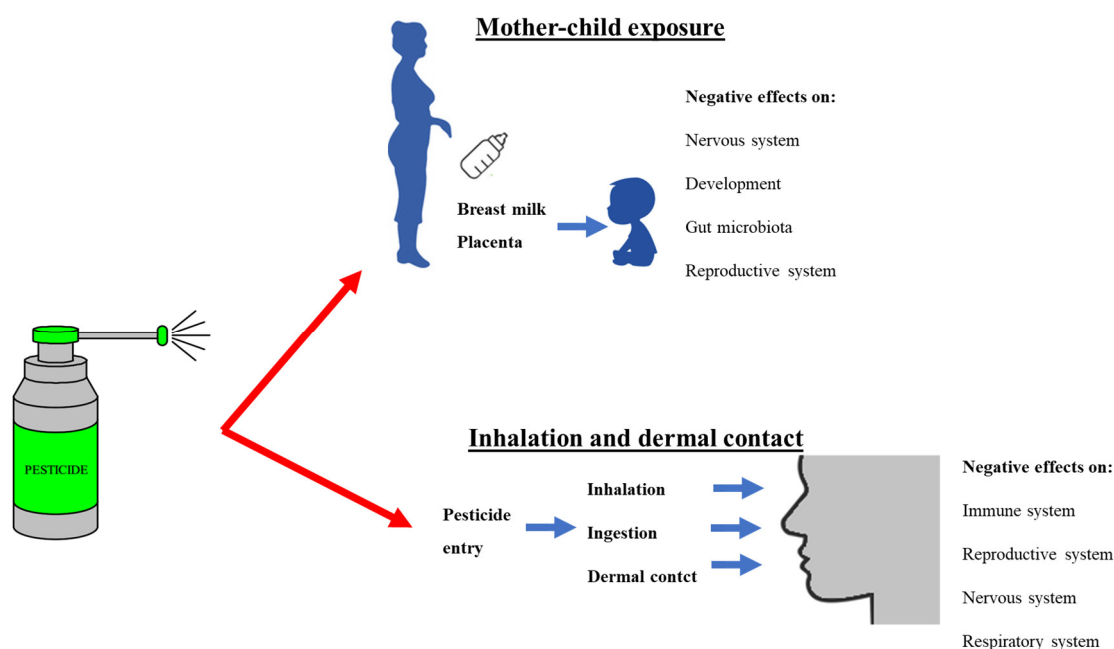 Mother-child exposure
Negative effects on:
Nervous system
Development
Gut microbiota
Reproductive system
Breast milk
Placenta
PESTICIDE
Inhalation and dermal contact
Pesticide
entry
Inhalation
Ingestion
Dermal contct
Negative effects on:
Immune system
Reproductive system
Nervous system
Respiratory system